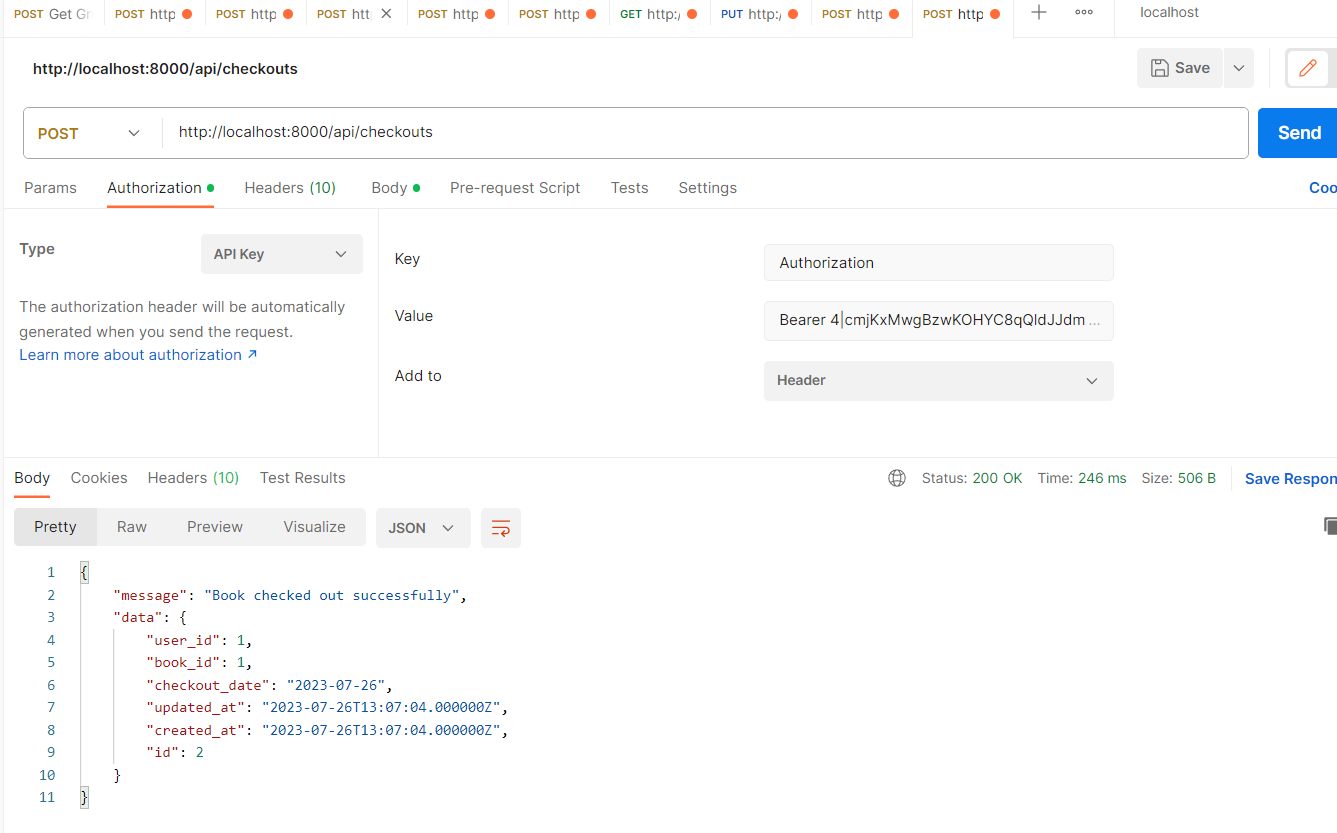 POST Get Gr POST http POST http POST htt POST http POST http GET http:/ PUT http:/ POST http POST http localhost
http://localhost:8000/api/checkouts
Save
POST http://localhost:8000/api/checkouts
Send
Params Authorization Headers (10) Body Pre-request Script Tests Settings Coo
Type API Key
The authorization header will be automatically
generated when you send the request.
Learn more about authorization ↗
Key Authorization
Value Bearer 4|cmjKxMwgBzwKOHYC8qQldJJdm ...
Add to Header
Body Cookies Headers (10) Test Results Status: 200 OK Time: 246 ms Size: 506 B Save Respon
Pretty Raw Preview Visualize JSON
1 {
2 "message": "Book checked out successfully",
3 "data": {
4 "user_id": 1,
5 "book_id": 1,
6 "checkout_date": "2023-07-26",
7 "updated_at": "2023-07-26T13:07:04.000000Z",
8 "created_at": "2023-07-26T13:07:04.000000Z",
9 "id": 2
10 }
11 }